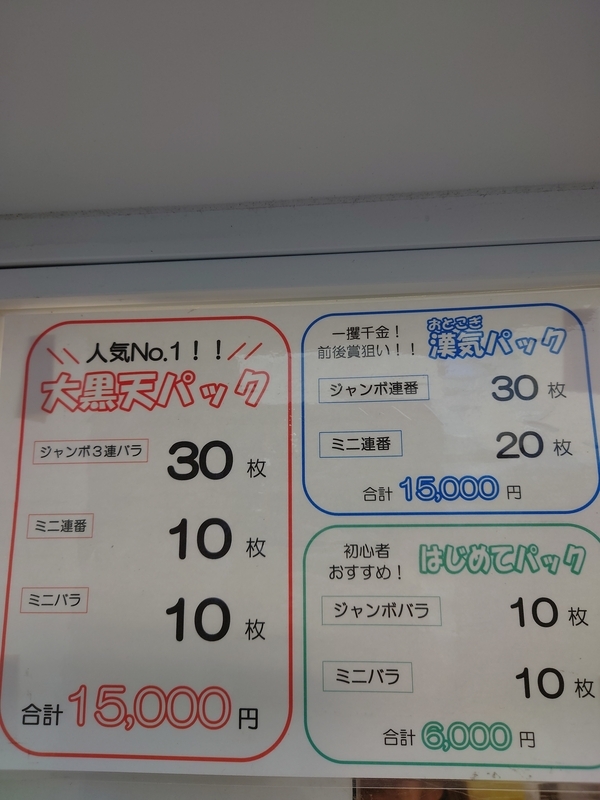 人気No.1！！
大黒天パック
ジャンボ3連バラ 30 枚
ミニ連番 10 枚
ミニバラ 10 枚
合計 15,000 円
一攫千金！
前後賞狙い！！
おとこぎ
漢気パック
ジャンボ連番 30 枚
ミニ連番 20 枚
合計 15,000 円
初心者
おすすめ！
はじめてパック
ジャンボバラ 10 枚
ミニバラ 10 枚
合計 6,000 円